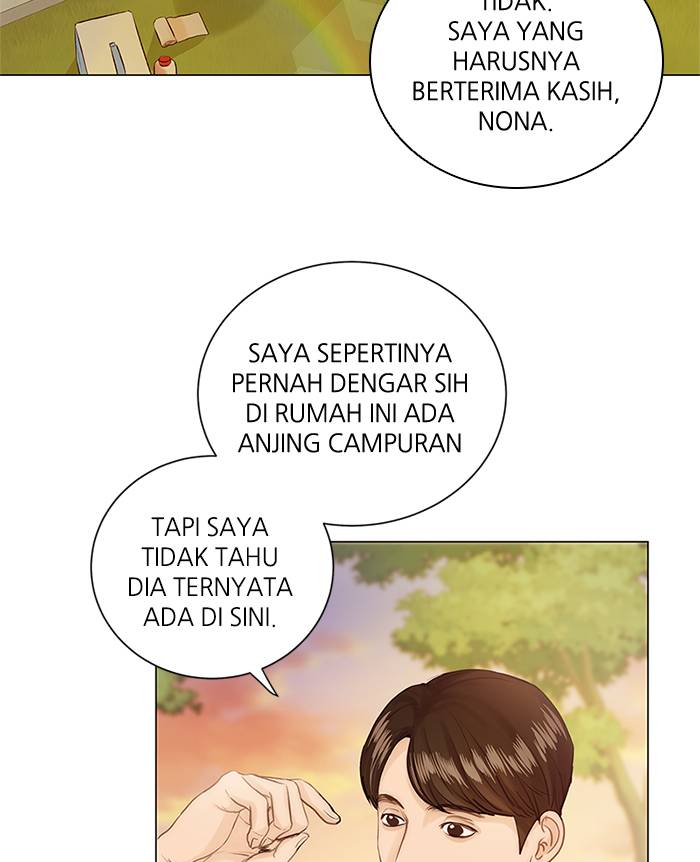 TIDAK.
SAYA YANG
HARUSNYA
BERTERIMA KASIH,
NONA.
SAYA SEPERTINYA
PERNAH DENGAR SIH
DI RUMAH INI ADA
ANJING CAMPURAN
TAPI SAYA
TIDAK TAHU
DIA TERNYATA
ADA DI SINI.